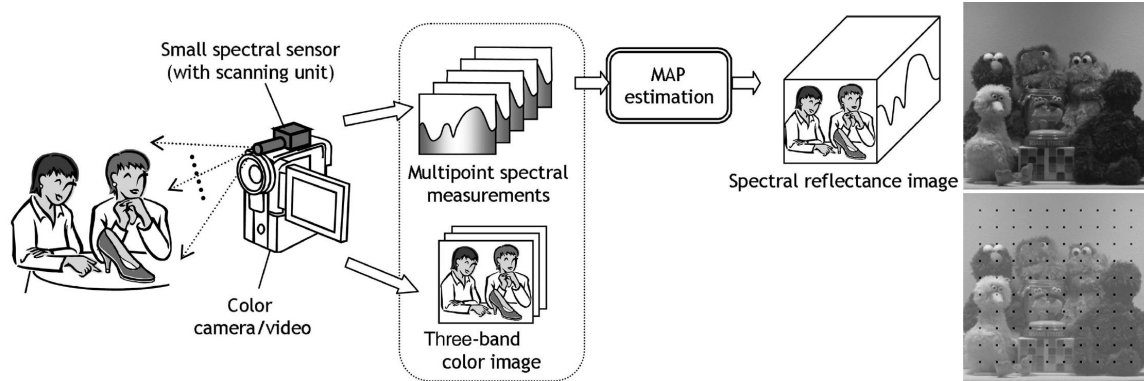 Small spectral sensor
(with scanning unit)
Color
camera/video
Multipoint spectral
measurements
Three-band
color image
MAP
estimation
Spectral reflectance image